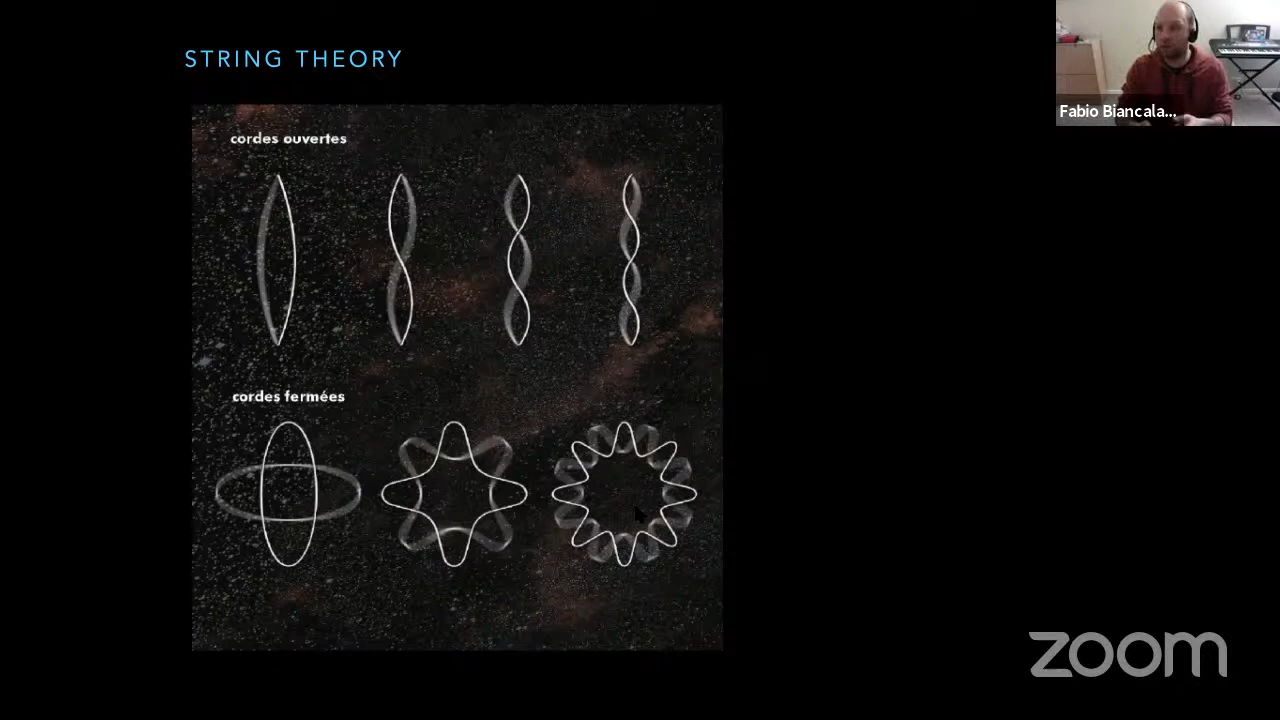 STRING THEORY
Fabio Biancala...
cordes ouvertes
cordes fermées
zoom